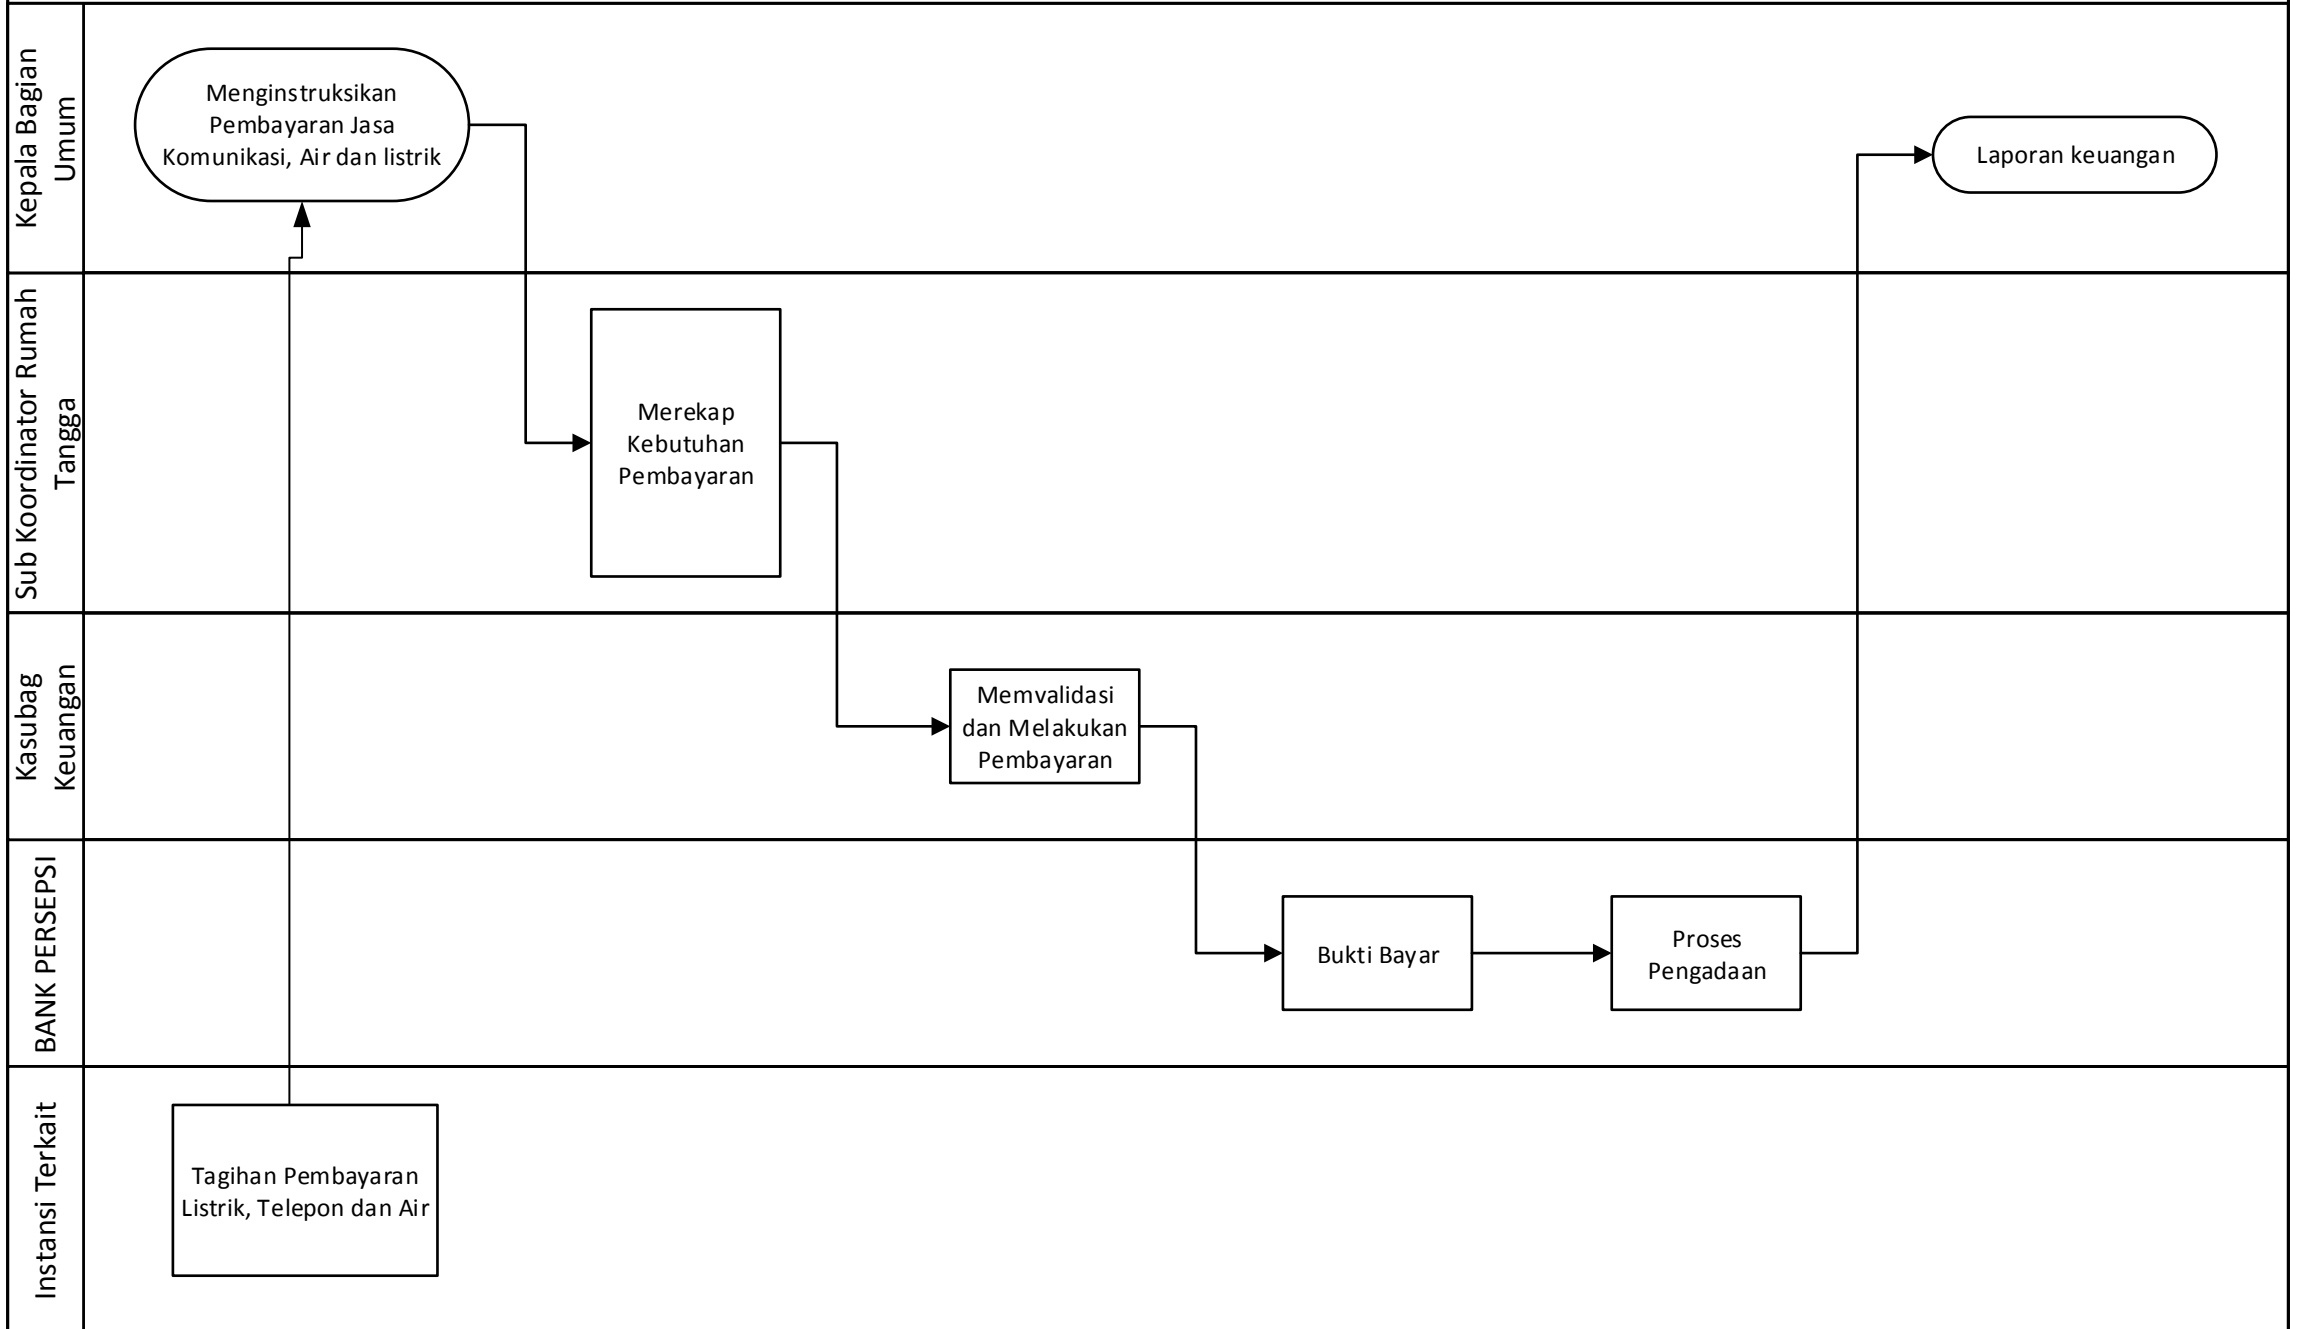 Kepala Bagian
Umum
Menginstruksikan
Pembayaran Jasa
Komunikasi, Air dan listrik
Laporan keuangan
Sub Koordinator Rumah
Tangga
Merekap
Kebutuhan
Pembayaran
Kasubag
Keuangan
Memvalidasi
dan Melakukan
Pembayaran
BANK PERSEPSI
Bukti Bayar
Proses
Pengadaan
Instansi Terkait
Tagihan Pembayaran
Listrik, Telepon dan Air